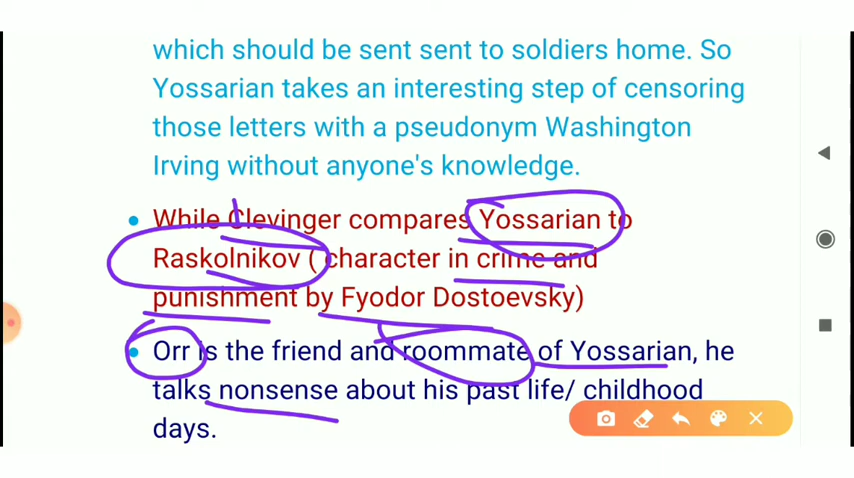 which should be sent sent to soldiers home. So
Yossarian takes an interesting step of censoring
those letters with a pseudonym Washington
Irving without anyone's knowledge.
While Clevinger compares Yossarian to
Raskolnikov ( character in crime and
punishment by Fyodor Dostoevsky)
Orr is the friend and roommate of Yossarian, he
talks nonsense about his past life/ childhood
days.